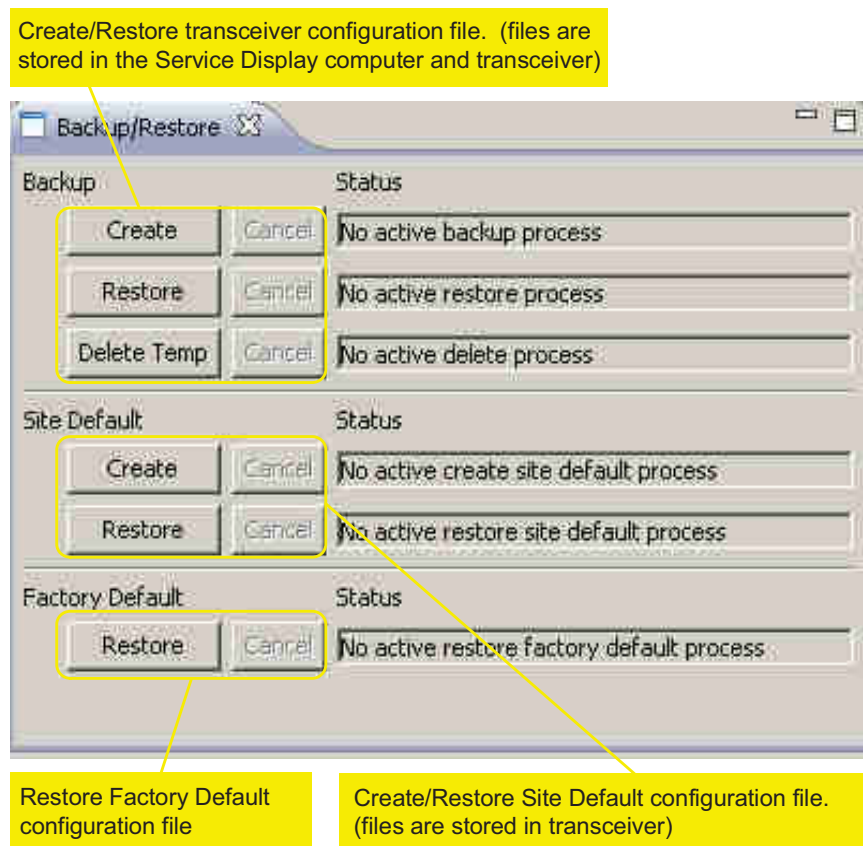 Create/Restore transceiver configuration file.  (files are
stored in the Service Display computer and transceiver)
Backup/Restore
Backup Status
Create Cancel No active backup process
Restore Cancel No active restore process
Delete Temp Cancel No active delete process
Site Default Status
Create Cancel No active create site default process
Restore Cancel No active restore site default process
Factory Default Status
Restore Cancel No active restore factory default process
Restore Factory Default
configuration file
Create/Restore Site Default configuration file.
(files are stored in transceiver)